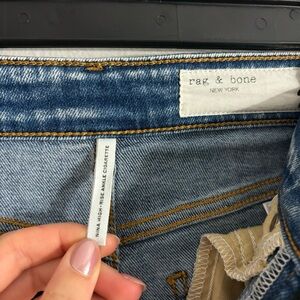 rag & bone
NEW YORK
NINA HIGH-RISE ANKLE CIGARETTE